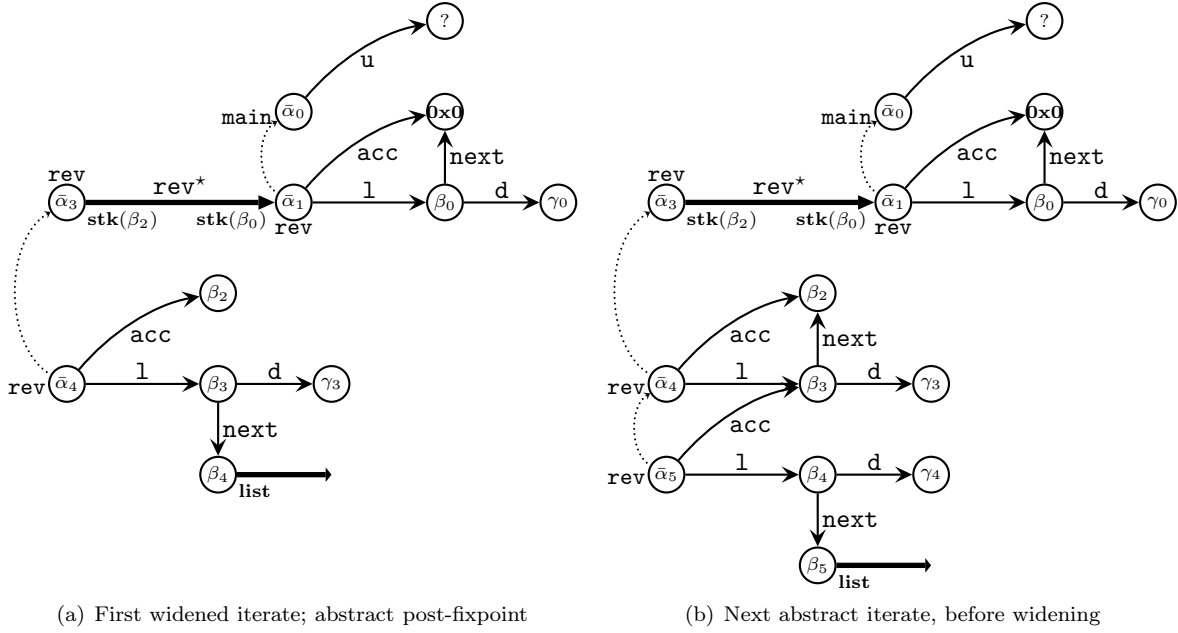 ?
u
main
ᾱ₀
0x0
acc
next
rev
ᾱ₃
rev⋆
ᾱ₁
l
β₀
d
γ₀
stk(β₂)
stk(β₀)
rev
β₂
acc
rev
ᾱ₄
l
β₃
d
γ₃
next
β₄
list
(a) First widened iterate; abstract post-fixpoint
?
u
main
ᾱ₀
0x0
acc
next
rev
ᾱ₃
rev⋆
ᾱ₁
l
β₀
d
γ₀
stk(β₂)
stk(β₀)
rev
β₂
acc
next
rev
ᾱ₄
l
β₃
d
γ₃
acc
rev
ᾱ₅
l
β₄
d
γ₄
next
β₅
list
(b) Next abstract iterate, before widening